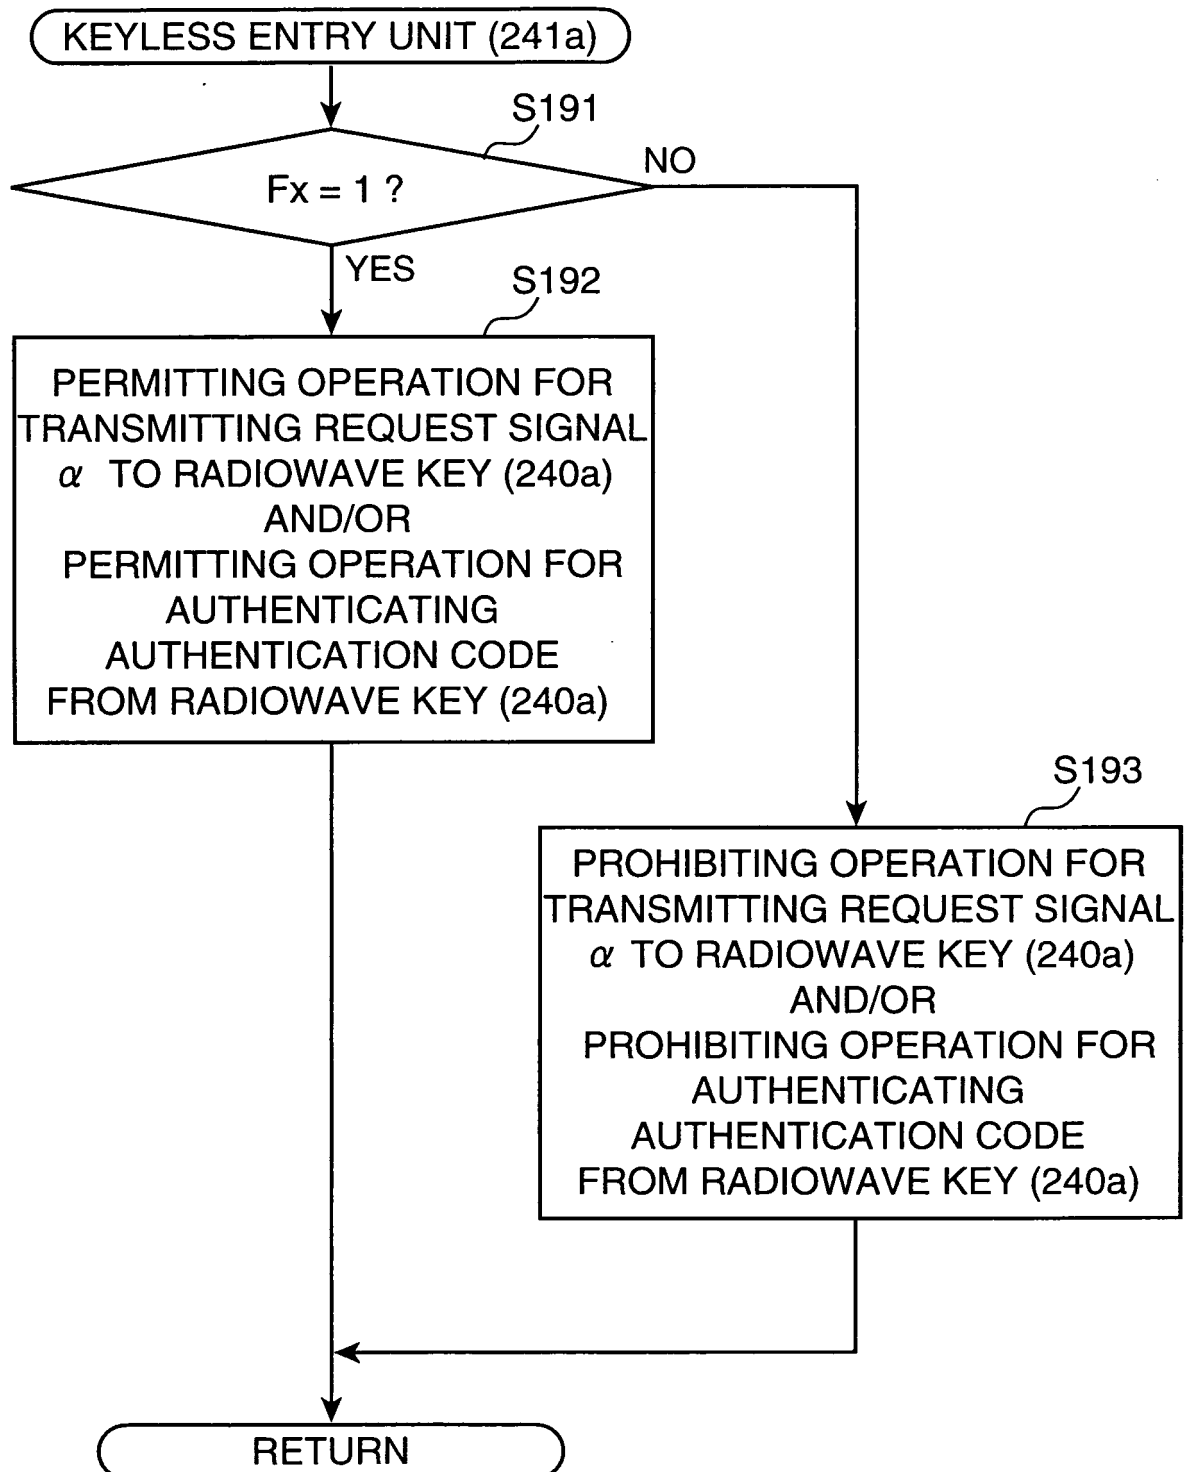 KEYLESS ENTRY UNIT (241a)
S191
Fx = 1 ?
NO
YES
S192
PERMITTING OPERATION FOR
TRANSMITTING REQUEST SIGNAL
α TO RADIOWAVE KEY (240a)
AND/OR
PERMITTING OPERATION FOR
AUTHENTICATING
AUTHENTICATION CODE
FROM RADIOWAVE KEY (240a)
S193
PROHIBITING OPERATION FOR
TRANSMITTING REQUEST SIGNAL
α TO RADIOWAVE KEY (240a)
AND/OR
PROHIBITING OPERATION FOR
AUTHENTICATING
AUTHENTICATION CODE
FROM RADIOWAVE KEY (240a)
RETURN